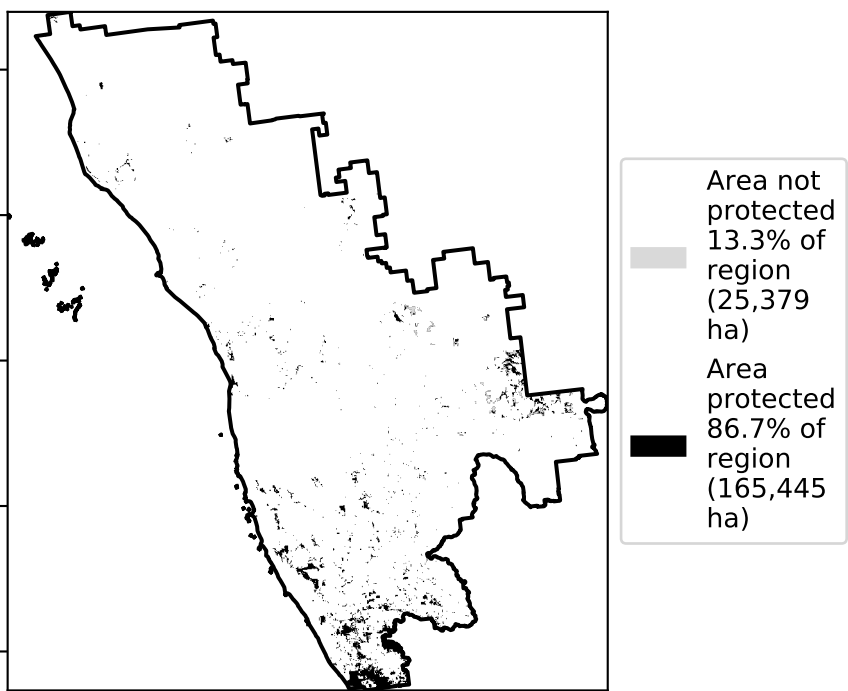 Area not
protected
13.3% of
region
(25,379
ha)
Area
protected
86.7% of
region
(165,445
ha)